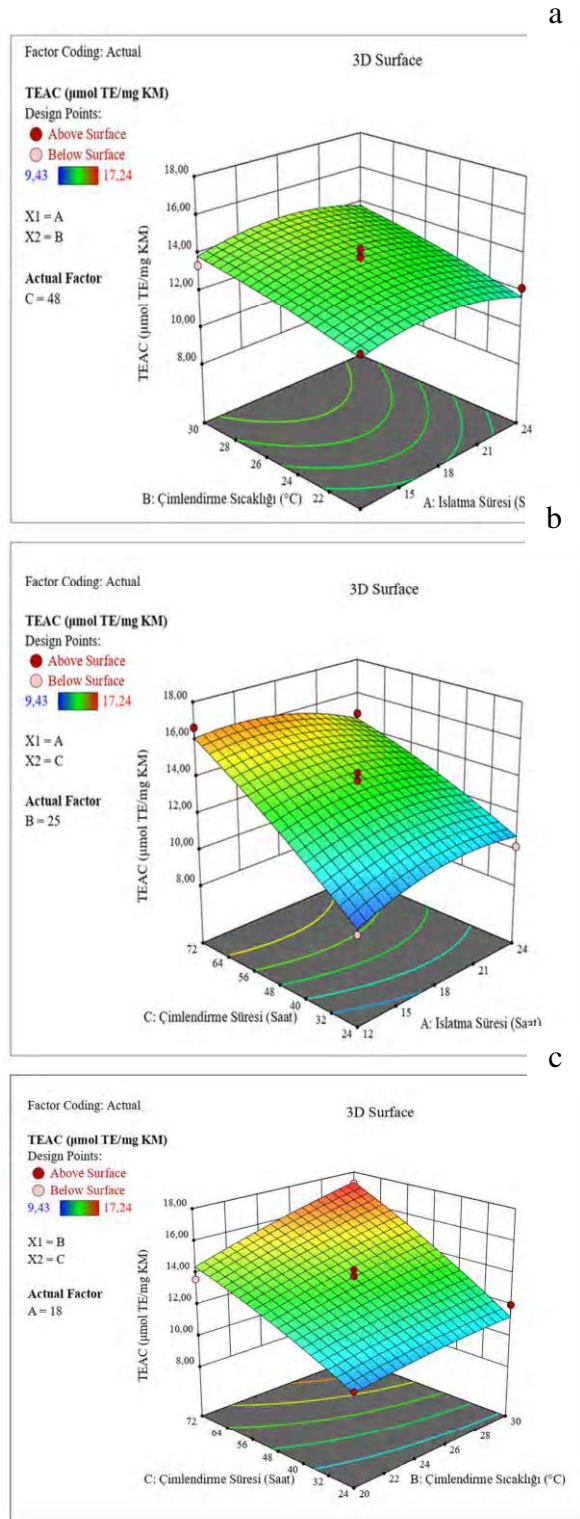 a
Factor Coding: Actual
3D Surface
TEAC (µmol TE/mg KM)
Design Points:
Above Surface
Below Surface
9,43 17,24
X1 = A
X2 = B
Actual Factor
C = 48
TEAC (µmol TE/mg KM)
18,00
16,00
14,00
12,00
10,00
8,00
30
28
26
24
22
15
18
21
24
B: Çimlendirme Sıcaklığı (°C)
A: Islatma Süresi (S
b
Factor Coding: Actual
3D Surface
TEAC (µmol TE/mg KM)
Design Points:
Above Surface
Below Surface
9,43 17,24
X1 = A
X2 = C
Actual Factor
B = 25
TEAC (µmol TE/mg KM)
18,00
16,00
14,00
12,00
10,00
8,00
72
64
56
48
40
32
24
12
15
18
21
24
C: Çimlendirme Süresi (Saat)
A: Islatma Süresi (Saat
c
Factor Coding: Actual
3D Surface
TEAC (µmol TE/mg KM)
Design Points:
Above Surface
Below Surface
9,43 17,24
X1 = B
X2 = C
Actual Factor
A = 18
TEAC (µmol TE/mg KM)
18,00
16,00
14,00
12,00
10,00
8,00
72
64
56
48
40
32
24
20
22
24
26
28
30
C: Çimlendirme Süresi (Saat)
B: Çimlendirme Sıcaklığı (°C)